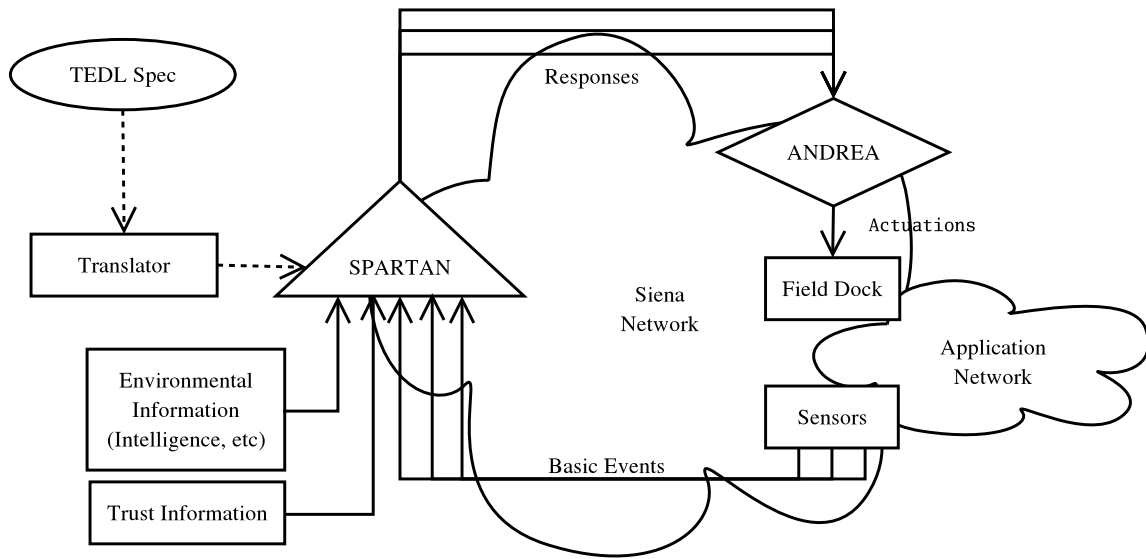 TEDL Spec
Responses
ANDREA
Actuations
Translator
SPARTAN
Field Dock
Siena
Network
Application
Network
Environmental
Information
(Intelligence, etc)
Sensors
Basic Events
Trust Information